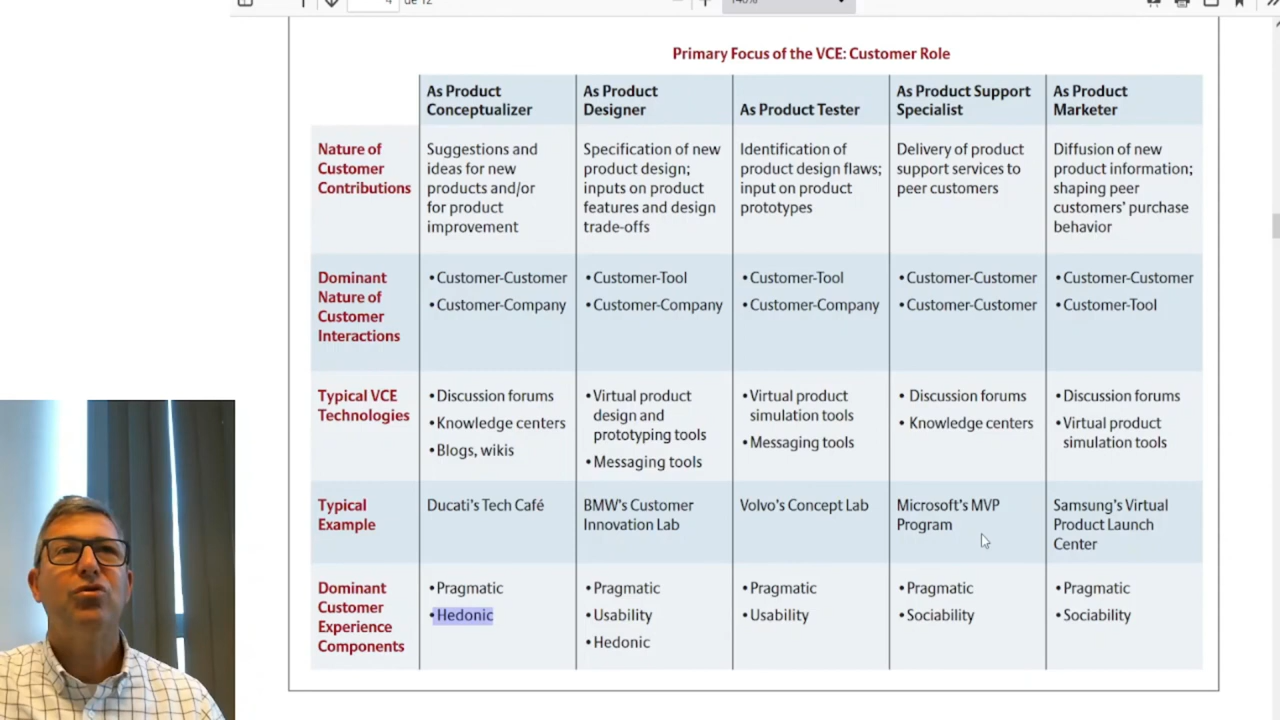 4 de 12
Primary Focus of the VCE: Customer Role
As Product
Conceptualizer
As Product
Designer
As Product Tester
As Product Support
Specialist
As Product
Marketer
Nature of
Customer
Contributions
Suggestions and
ideas for new
products and/or
for product
improvement
Specification of new
product design;
inputs on product
features and design
trade-offs
Identification of
product design flaws;
input on product
prototypes
Delivery of product
support services to
peer customers
Diffusion of new
product information;
shaping peer
customers' purchase
behavior
Dominant
Nature of
Customer
Interactions
•Customer-Customer
•Customer-Company
•Customer-Tool
•Customer-Company
•Customer-Tool
•Customer-Company
•Customer-Customer
•Customer-Customer
•Customer-Customer
•Customer-Tool
Typical VCE
Technologies
•Discussion forums
•Knowledge centers
•Blogs, wikis
•Virtual product
design and
prototyping tools
•Messaging tools
•Virtual product
simulation tools
•Messaging tools
• Discussion forums
• Knowledge centers
•Discussion forums
•Virtual product
simulation tools
Typical
Example
Ducati's Tech Café
BMW's Customer
Innovation Lab
Volvo's Concept Lab
Microsoft's MVP
Program
Samsung's Virtual
Product Launch
Center
Dominant
Customer
Experience
Components
•Pragmatic
•Hedonic
•Pragmatic
•Usability
•Hedonic
•Pragmatic
•Usability
•Pragmatic
•Sociability
•Pragmatic
•Sociability